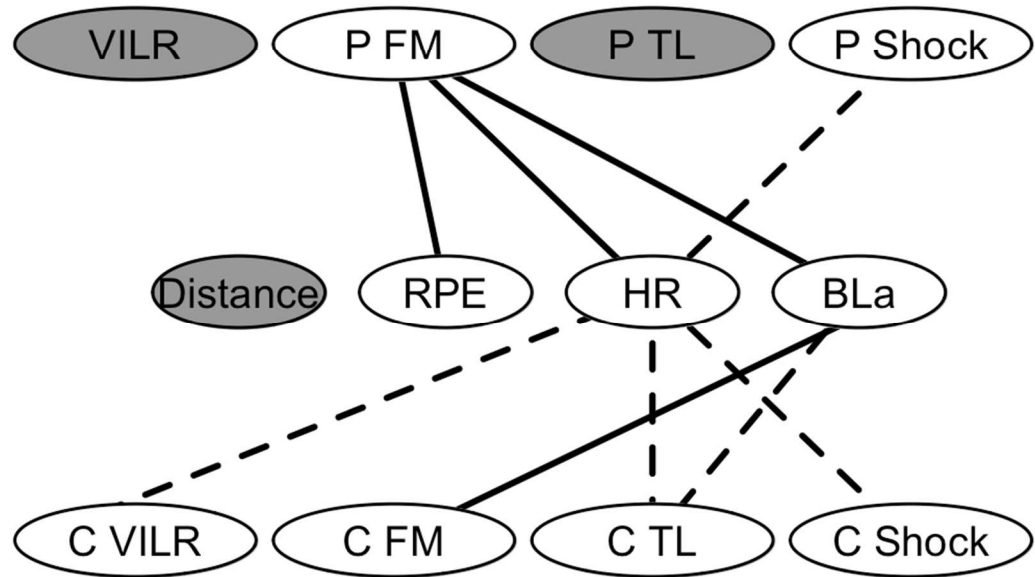 VILR
P FM
P TL
P Shock
Distance
RPE
HR
BLa
C VILR
C FM
C TL
C Shock